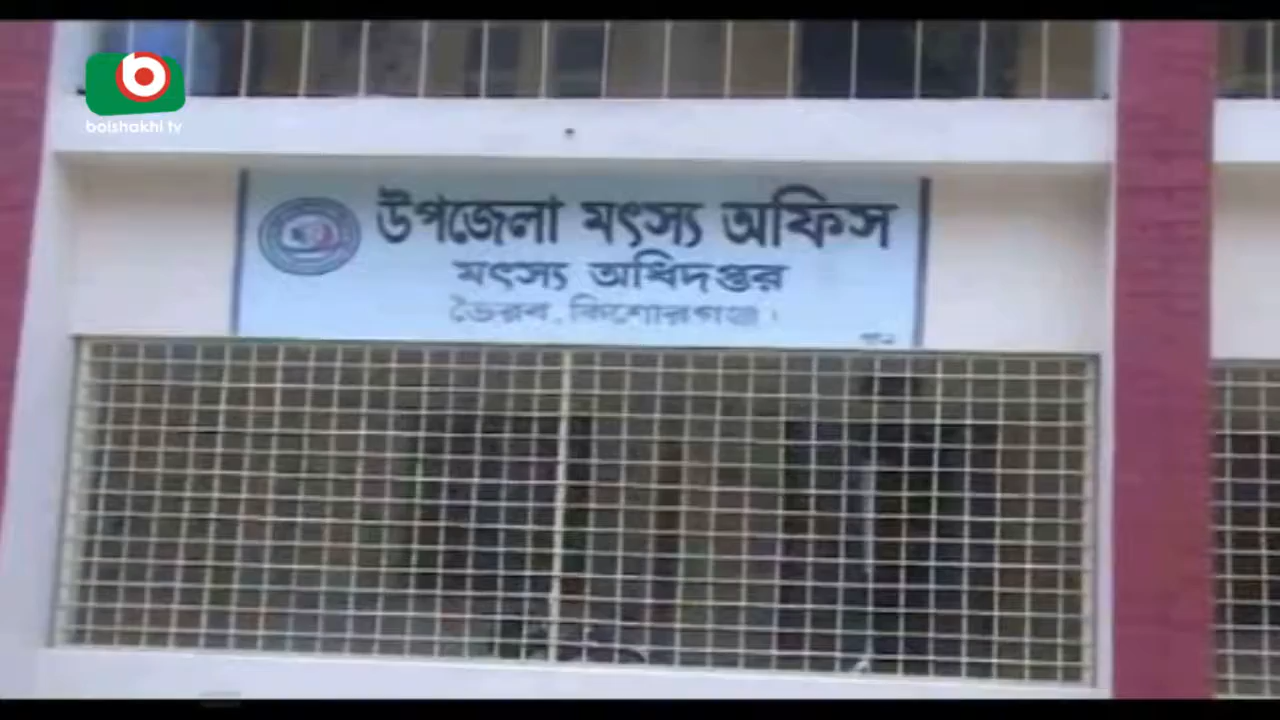 boishakhi tv
উপজেলা মৎস্য অফিস
মৎস্য অধিদপ্তর
ভৈরব, কিশোরগঞ্জ।